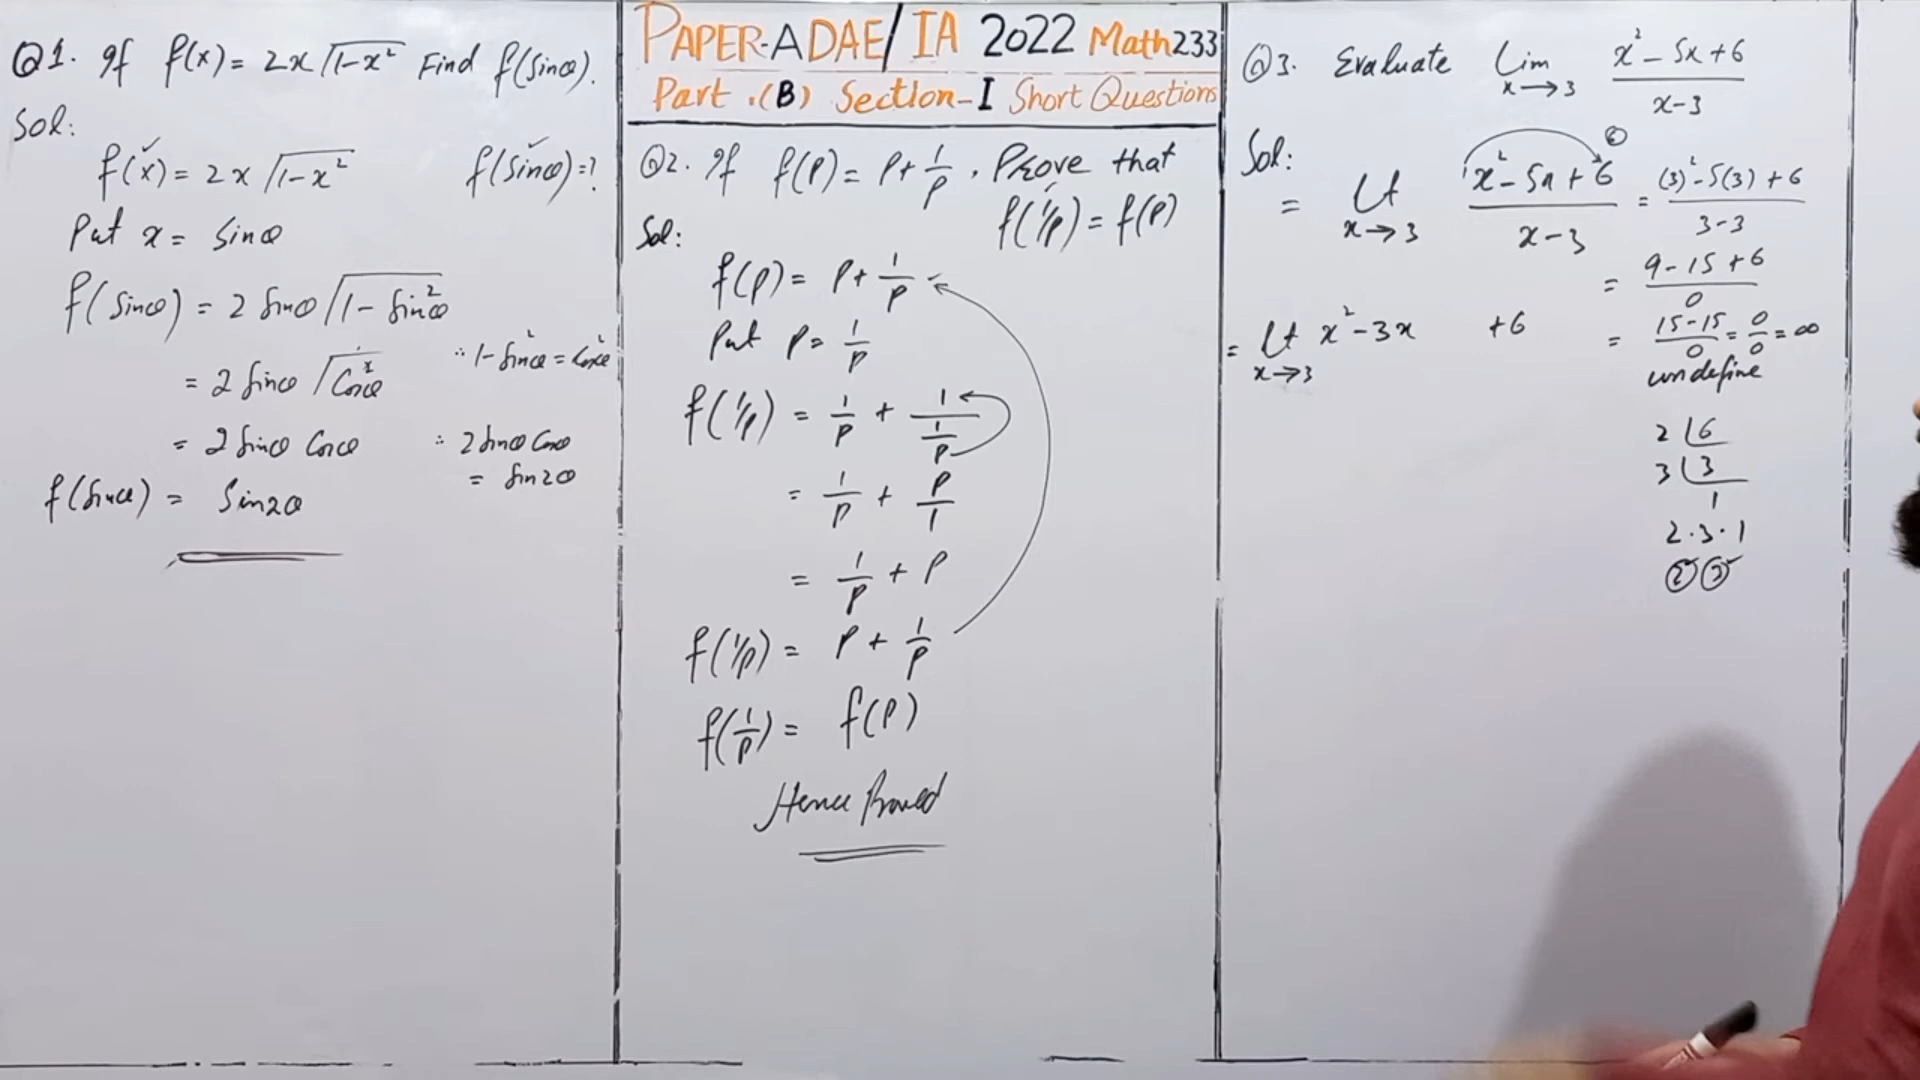 Q1. If f(x) = 2x √1-x² Find f(sinθ).
Sol:
f(x) = 2x √1-x² f(sinθ)=?
Put x = Sinθ
f(Sinθ) = 2 Sinθ √1 - Sin²θ
= 2 Sinθ √Cos²θ ∴ 1-Sin²θ = Cos²θ
= 2 Sinθ Cosθ ∴ 2 Sinθ Cosθ
= Sin2θ
f(Sinθ) = Sin2θ
PAPER-A DAE/IA 2022 Math 233
Part.(B) Section-I Short Questions
Q2. If f(P) = P + 1/P . Prove that
f(1/P) = f(P)
Sol:
f(P) = P + 1/P
Put P = 1/P
f(1/P) = 1/P + 1/(1/P)
= 1/P + P/1
= 1/P + P
f(1/P) = P + 1/P
f(1/P) = f(P)
Hence Proved
Q3. Evaluate Lim x→3 (x² - 5x + 6)/(x-3)
Sol:
= Lt x→3 (x² - 5x + 6)/(x-3) = ((3)² - 5(3) + 6)/(3-3)
= (9 - 15 + 6)/0
= Lt x→3 x² - 3x + 6 = (15-15)/0 = 0/0 = ∞
undefine
2 6
3 3
1
2.3.1
2 3